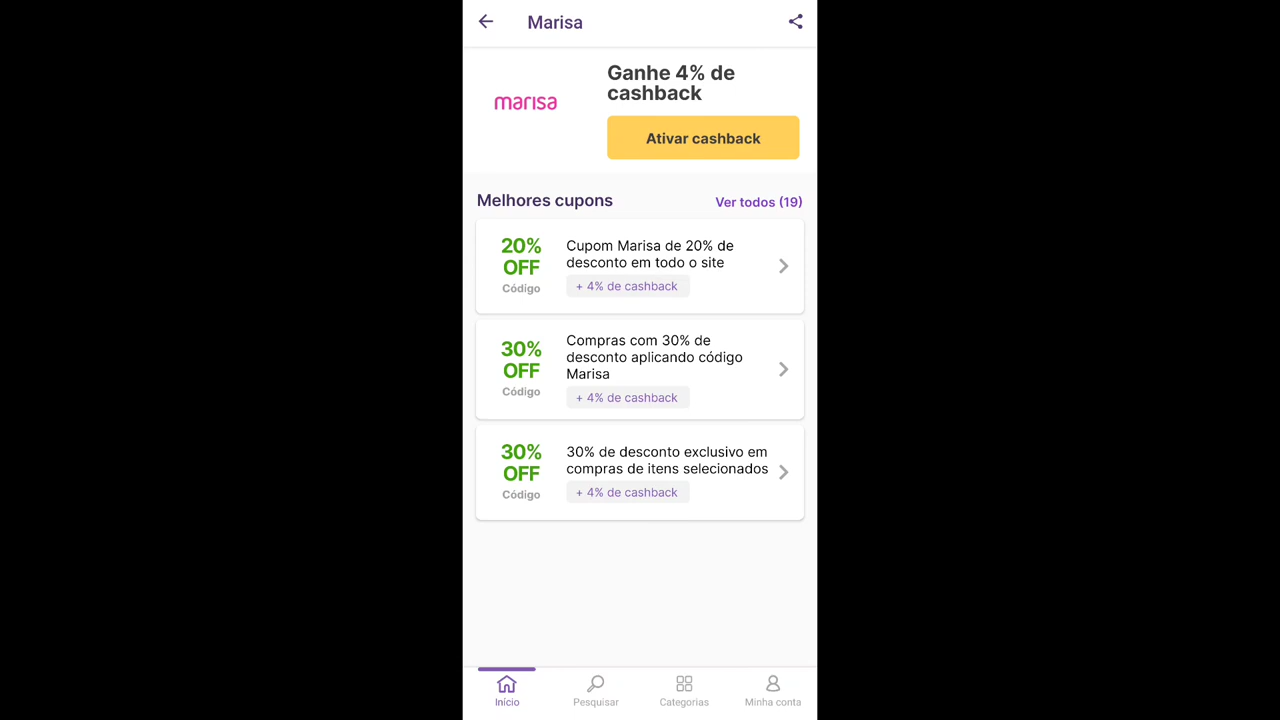 Marisa
marisa
Ganhe 4% de
cashback
Ativar cashback
Melhores cupons
Ver todos (19)
20%
OFF
Código
Cupom Marisa de 20% de
desconto em todo o site
+ 4% de cashback
30%
OFF
Código
Compras com 30% de
desconto aplicando código
Marisa
+ 4% de cashback
30%
OFF
Código
30% de desconto exclusivo em
compras de itens selecionados
+ 4% de cashback
Início
Pesquisar
Categorias
Minha conta